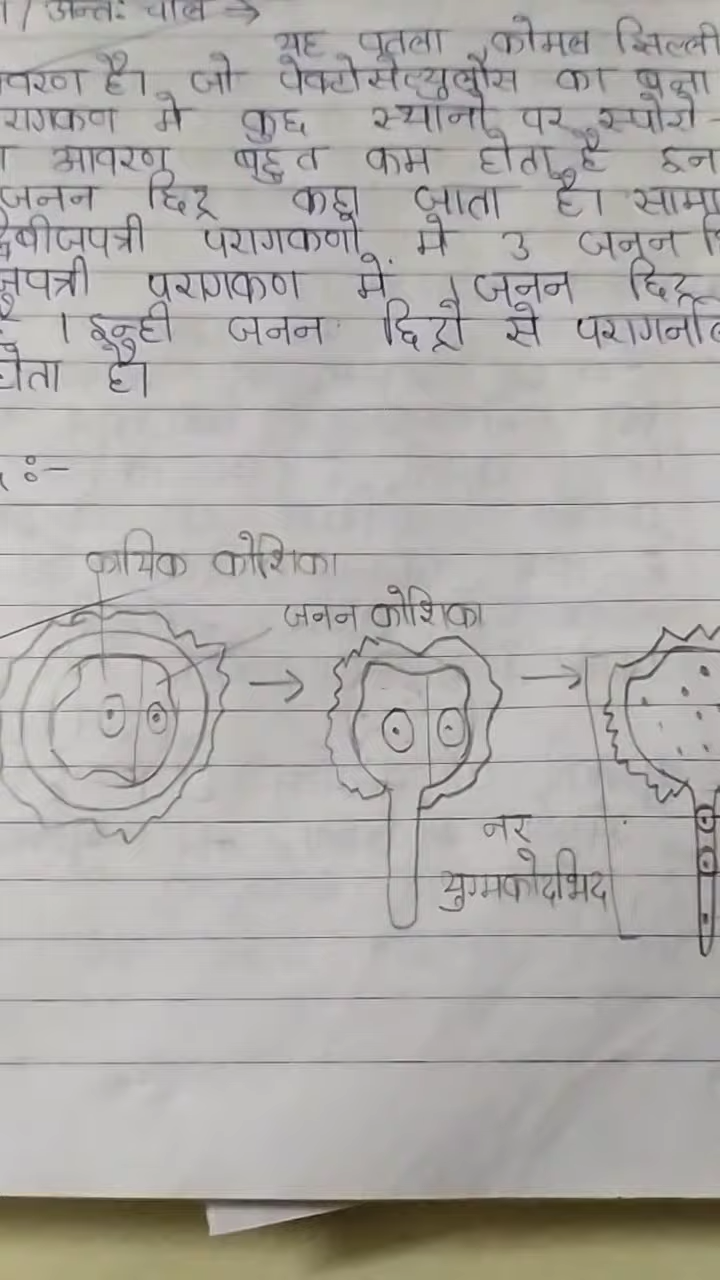 / अन्तः चोल →
यह पतला कोमल झिल्ली
वरण है। जो पेक्टोसेल्युलोस का बना
रागकण मे कुछ स्थानो पर स्पोरो-
आवरण बहुत कम होता है इन
जनन छिद्र कहा जाता है। सामा
द्विबीजपत्री परागकणो में 3 जनन
जपत्री परागकण में 1 जनन छिद्र
है । इन्ही जनन छिद्रो से परागनलि
होता है।
:-
कायिक कोशिका
जनन कोशिका
नर
युग्मकोदभिद